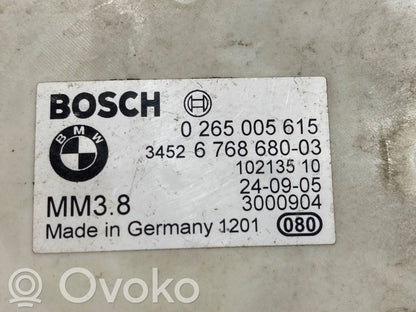 BOSCH
BMW
0 265 005 615
3452 6 768 680-03
102135 10
24-09-05
MM3.8 3000904
Made in Germany 1201 080
© Ovoko